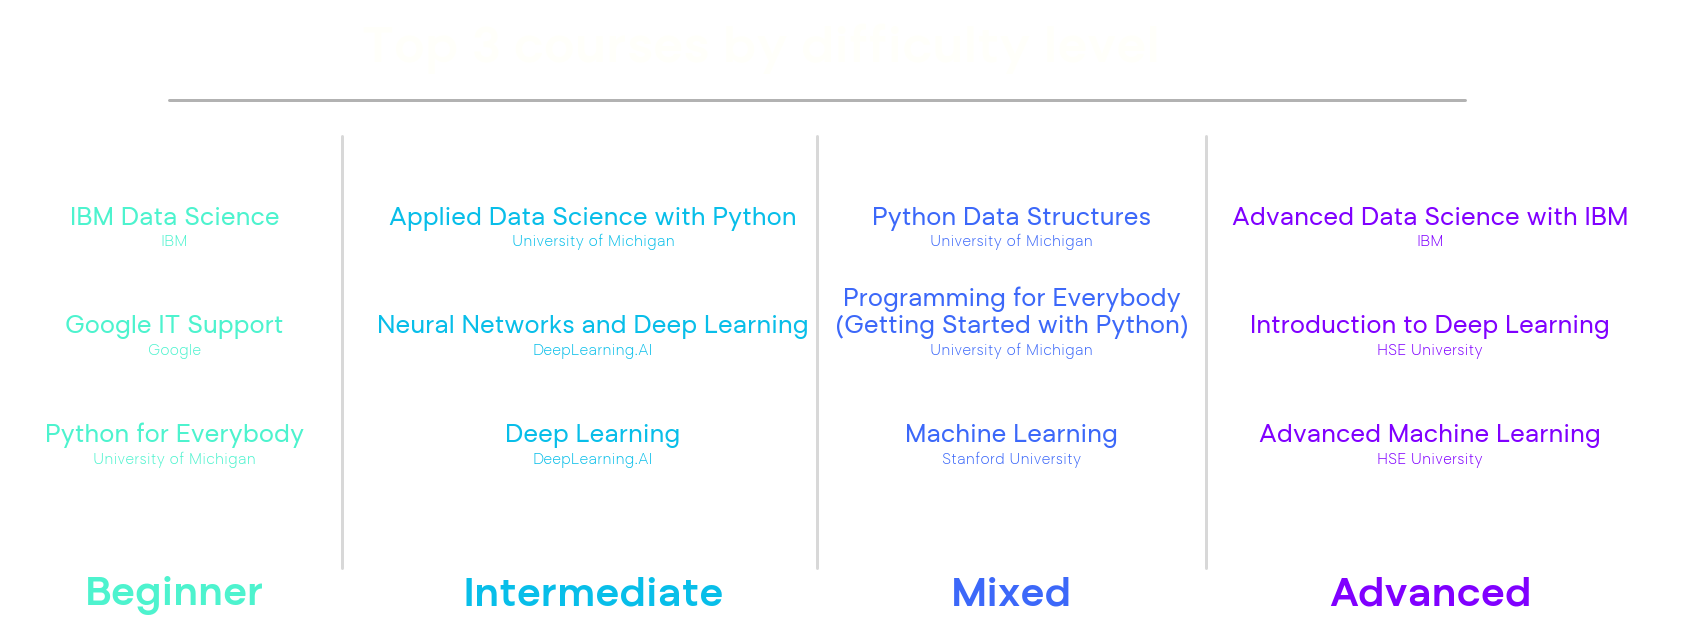 Top 3 courses by difficulty level
IBM Data Science
IBM
Google IT Support
Google
Python for Everybody
University of Michigan
Beginner
Applied Data Science with Python
University of Michigan
Neural Networks and Deep Learning
DeepLearning.AI
Deep Learning
DeepLearning.AI
Intermediate
Python Data Structures
University of Michigan
Programming for Everybody
(Getting Started with Python)
University of Michigan
Machine Learning
Stanford University
Mixed
Advanced Data Science with IBM
IBM
Introduction to Deep Learning
HSE University
Advanced Machine Learning
HSE University
Advanced